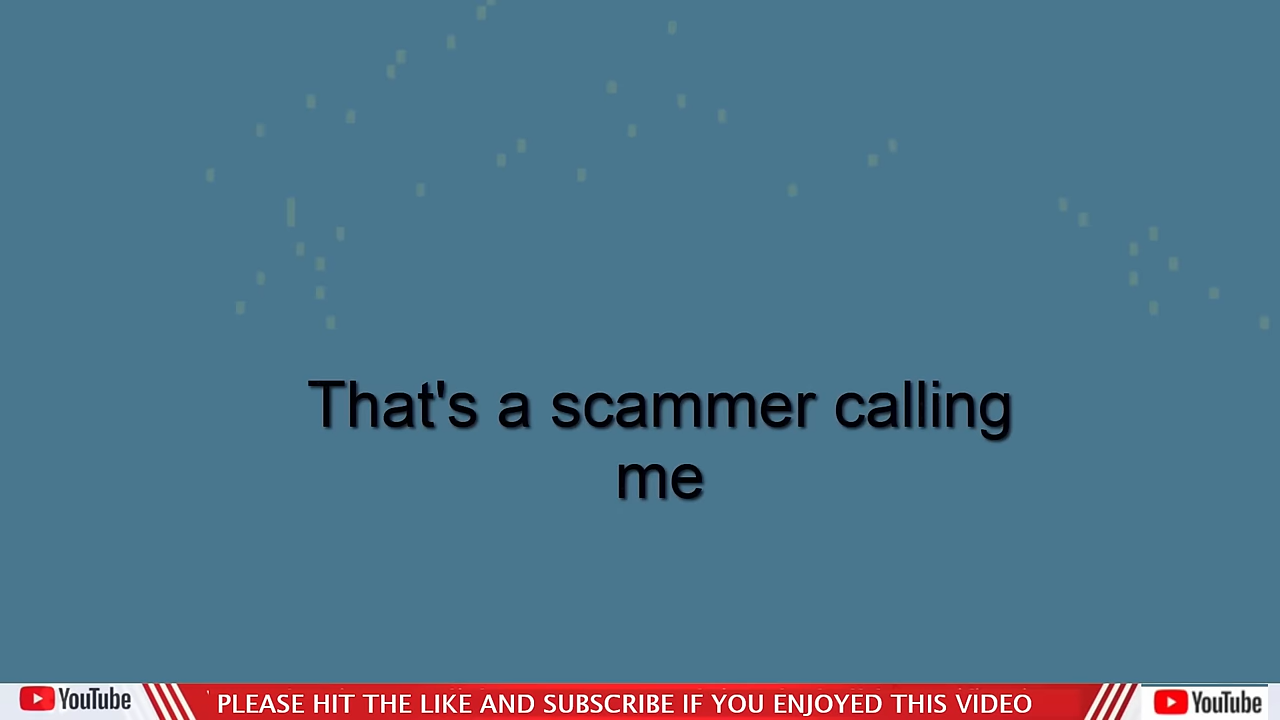 That's a scammer calling
me
YouTube PLEASE HIT THE LIKE AND SUBSCRIBE IF YOU ENJOYED THIS VIDEO YouTube